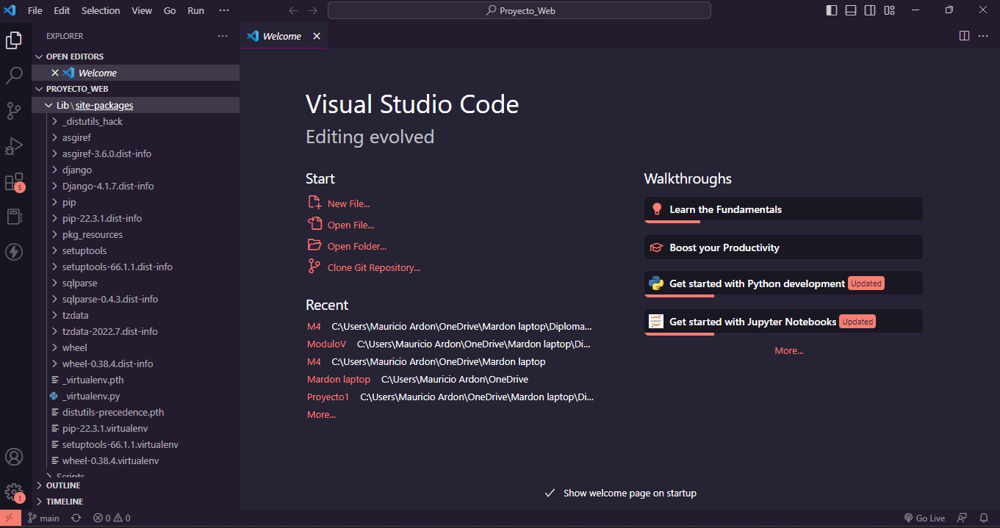 File Edit Selection View Go Run ···
Proyecto_Web
EXPLORER
Welcome
OPEN EDITORS
Welcome
PROYECTO_WEB
Lib\site-packages
_distutils_hack
asgiref
asgiref-3.6.0.dist-info
django
Django-4.1.7.dist-info
pip
pip-22.3.1.dist-info
pkg_resources
setuptools
setuptools-66.1.1.dist-info
sqlparse
sqlparse-0.4.3.dist-info
tzdata
tzdata-2022.7.dist-info
wheel
wheel-0.38.4.dist-info
_virtualenv.pth
_virtualenv.py
distutils-precedence.pth
pip-22.3.1.virtualenv
setuptools-66.1.1.virtualenv
wheel-0.38.4.virtualenv
Scripts
OUTLINE
TIMELINE
5
1
Visual Studio Code
Editing evolved
Start
New File...
Open File...
Open Folder...
Clone Git Repository...
Recent
M4 C:\Users\Mauricio Ardon\OneDrive\Mardon laptop\Diploma...
ModuloV C:\Users\Mauricio Ardon\OneDrive\Mardon laptop\Di...
M4 C:\Users\Mauricio Ardon\OneDrive\Mardon laptop
Mardon laptop C:\Users\Mauricio Ardon\OneDrive
Proyecto1 C:\Users\Mauricio Ardon\OneDrive\Mardon laptop\Di...
More...
Walkthroughs
Learn the Fundamentals
Boost your Productivity
Get started with Python development Updated
Get started with Jupyter Notebooks Updated
More...
Show welcome page on startup
main 0 0
Go Live